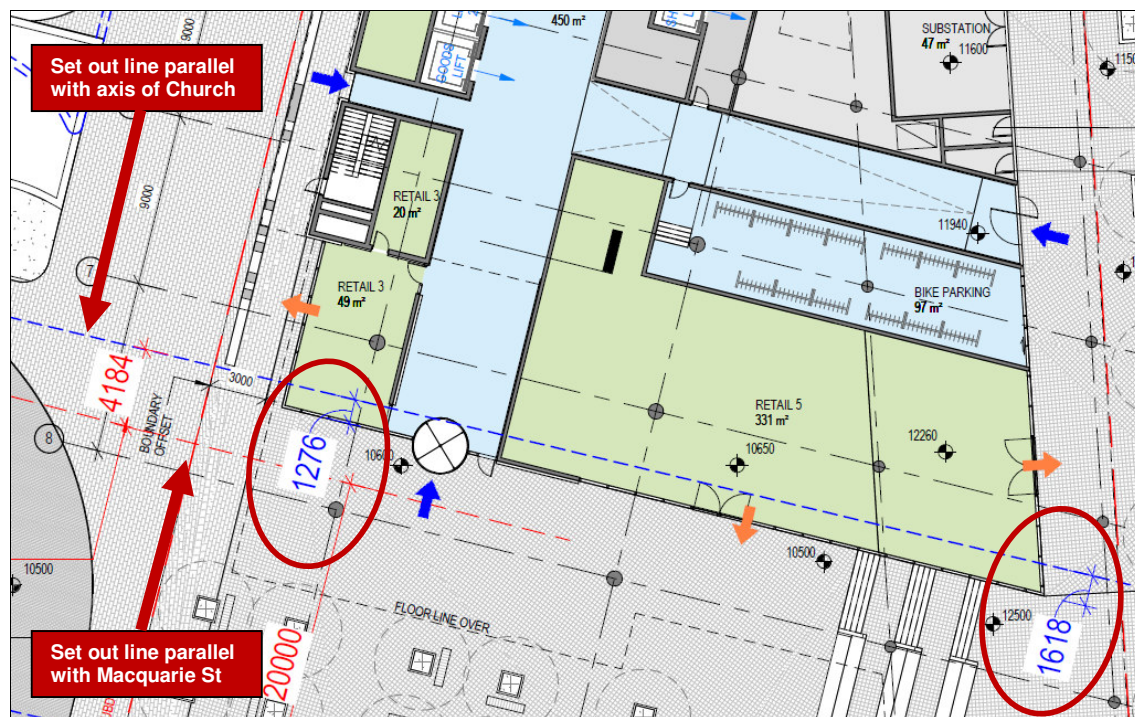 Set out line parallel
with axis of Church
9000
450 m²
GOODS
LIFT
SUBSTATION
47 m²
11600
9000
RETAIL 3
20 m²
11940
7
RETAIL 3
49 m²
BIKE PARKING
97 m²
4184
3000
BOUNDARY
OFFSET
8
1276
RETAIL 5
331 m²
12260
10650
10500
10500
FLOOR LINE OVER
12500
1618
20000
Set out line parallel
with Macquarie St